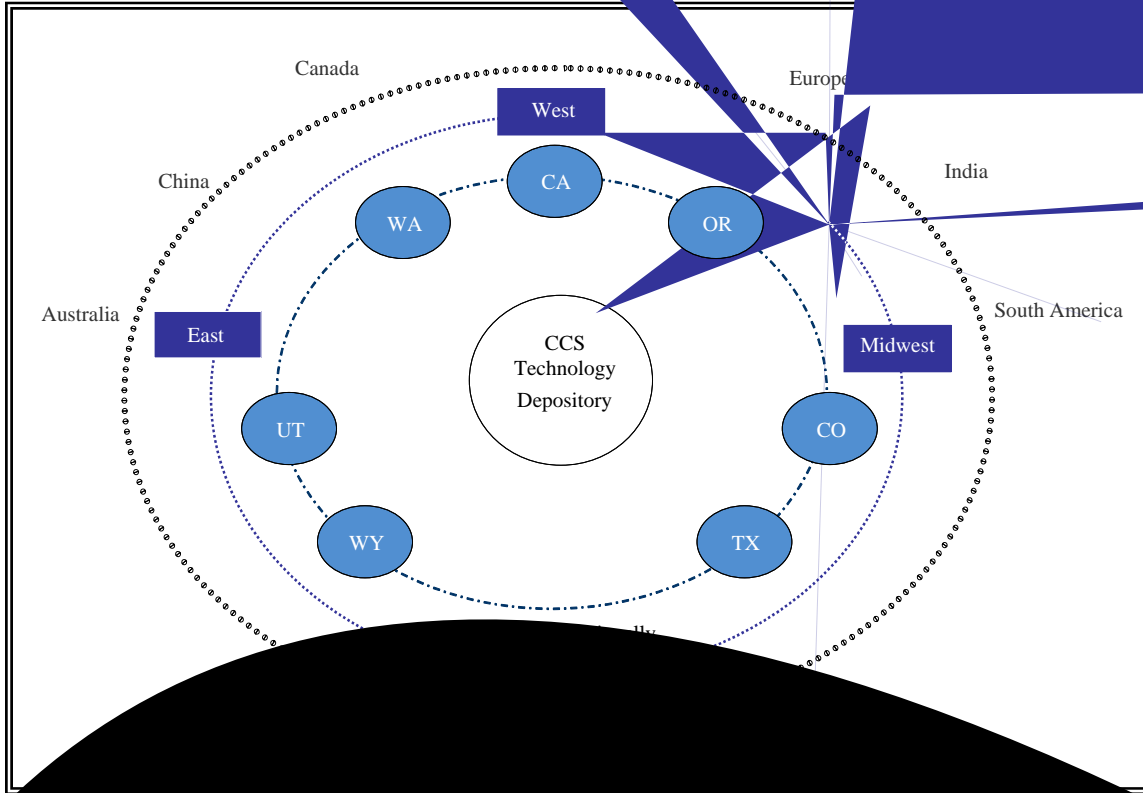 Canada
Europe
West
India
China
CA
WA
OR
Australia
South America
East
Midwest
CCS
Technology
Depository
UT
CO
WY
TX